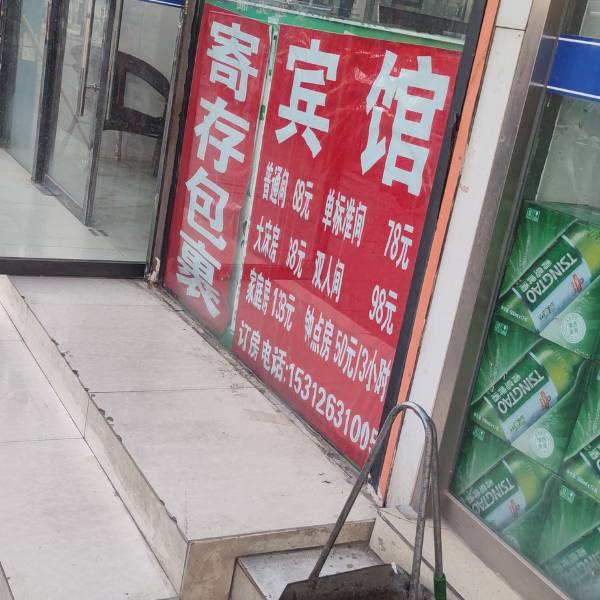 寄存包裹
宾馆
普通间 68元 单标准间 78元
大床房 88元 双人间 98元
家庭房 138元 钟点房 50元/3小时
订房电话:15312631005
TSINGTAO
TSINGTAO
TSINGTAO